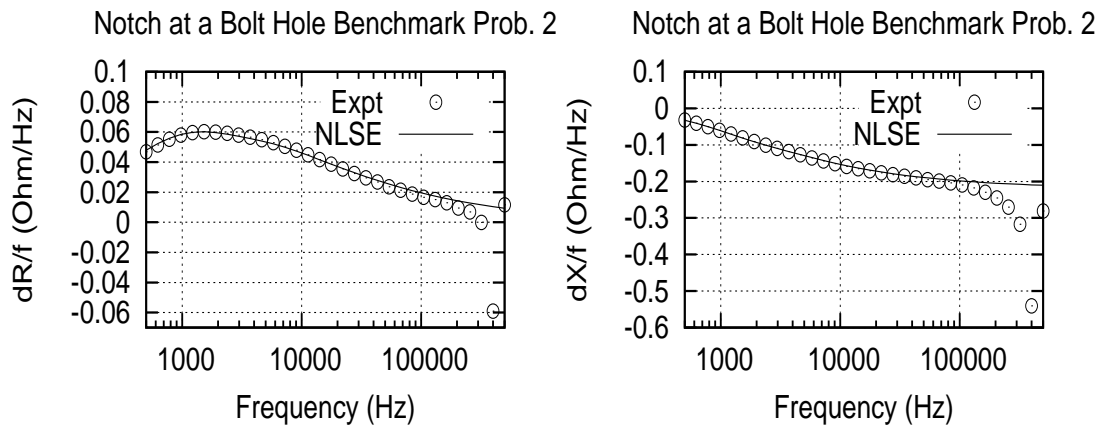 Notch at a Bolt Hole Benchmark Prob. 2
dR/f (Ohm/Hz)
0.1
0.08
0.06
0.04
0.02
0
-0.02
-0.04
-0.06
Expt
NLSE
1000 10000 100000
Frequency (Hz)
Notch at a Bolt Hole Benchmark Prob. 2
dX/f (Ohm/Hz)
0.1
0
-0.1
-0.2
-0.3
-0.4
-0.5
-0.6
Expt
NLSE
1000 10000 100000
Frequency (Hz)